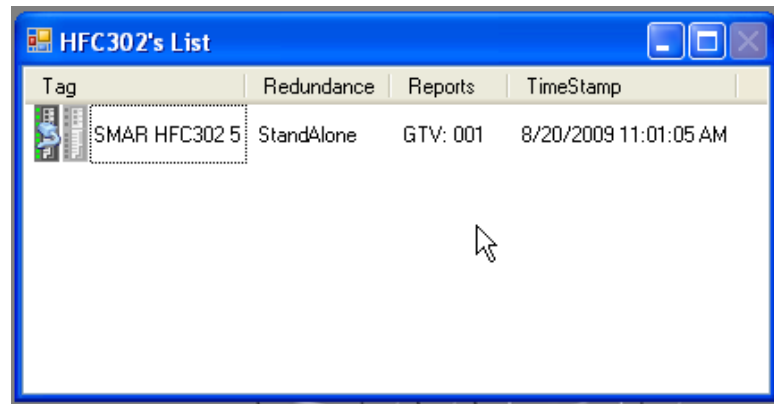 HFC302's List
Tag Redundance Reports TimeStamp
SMAR HFC302 5 StandAlone GTV: 001 8/20/2009 11:01:05 AM